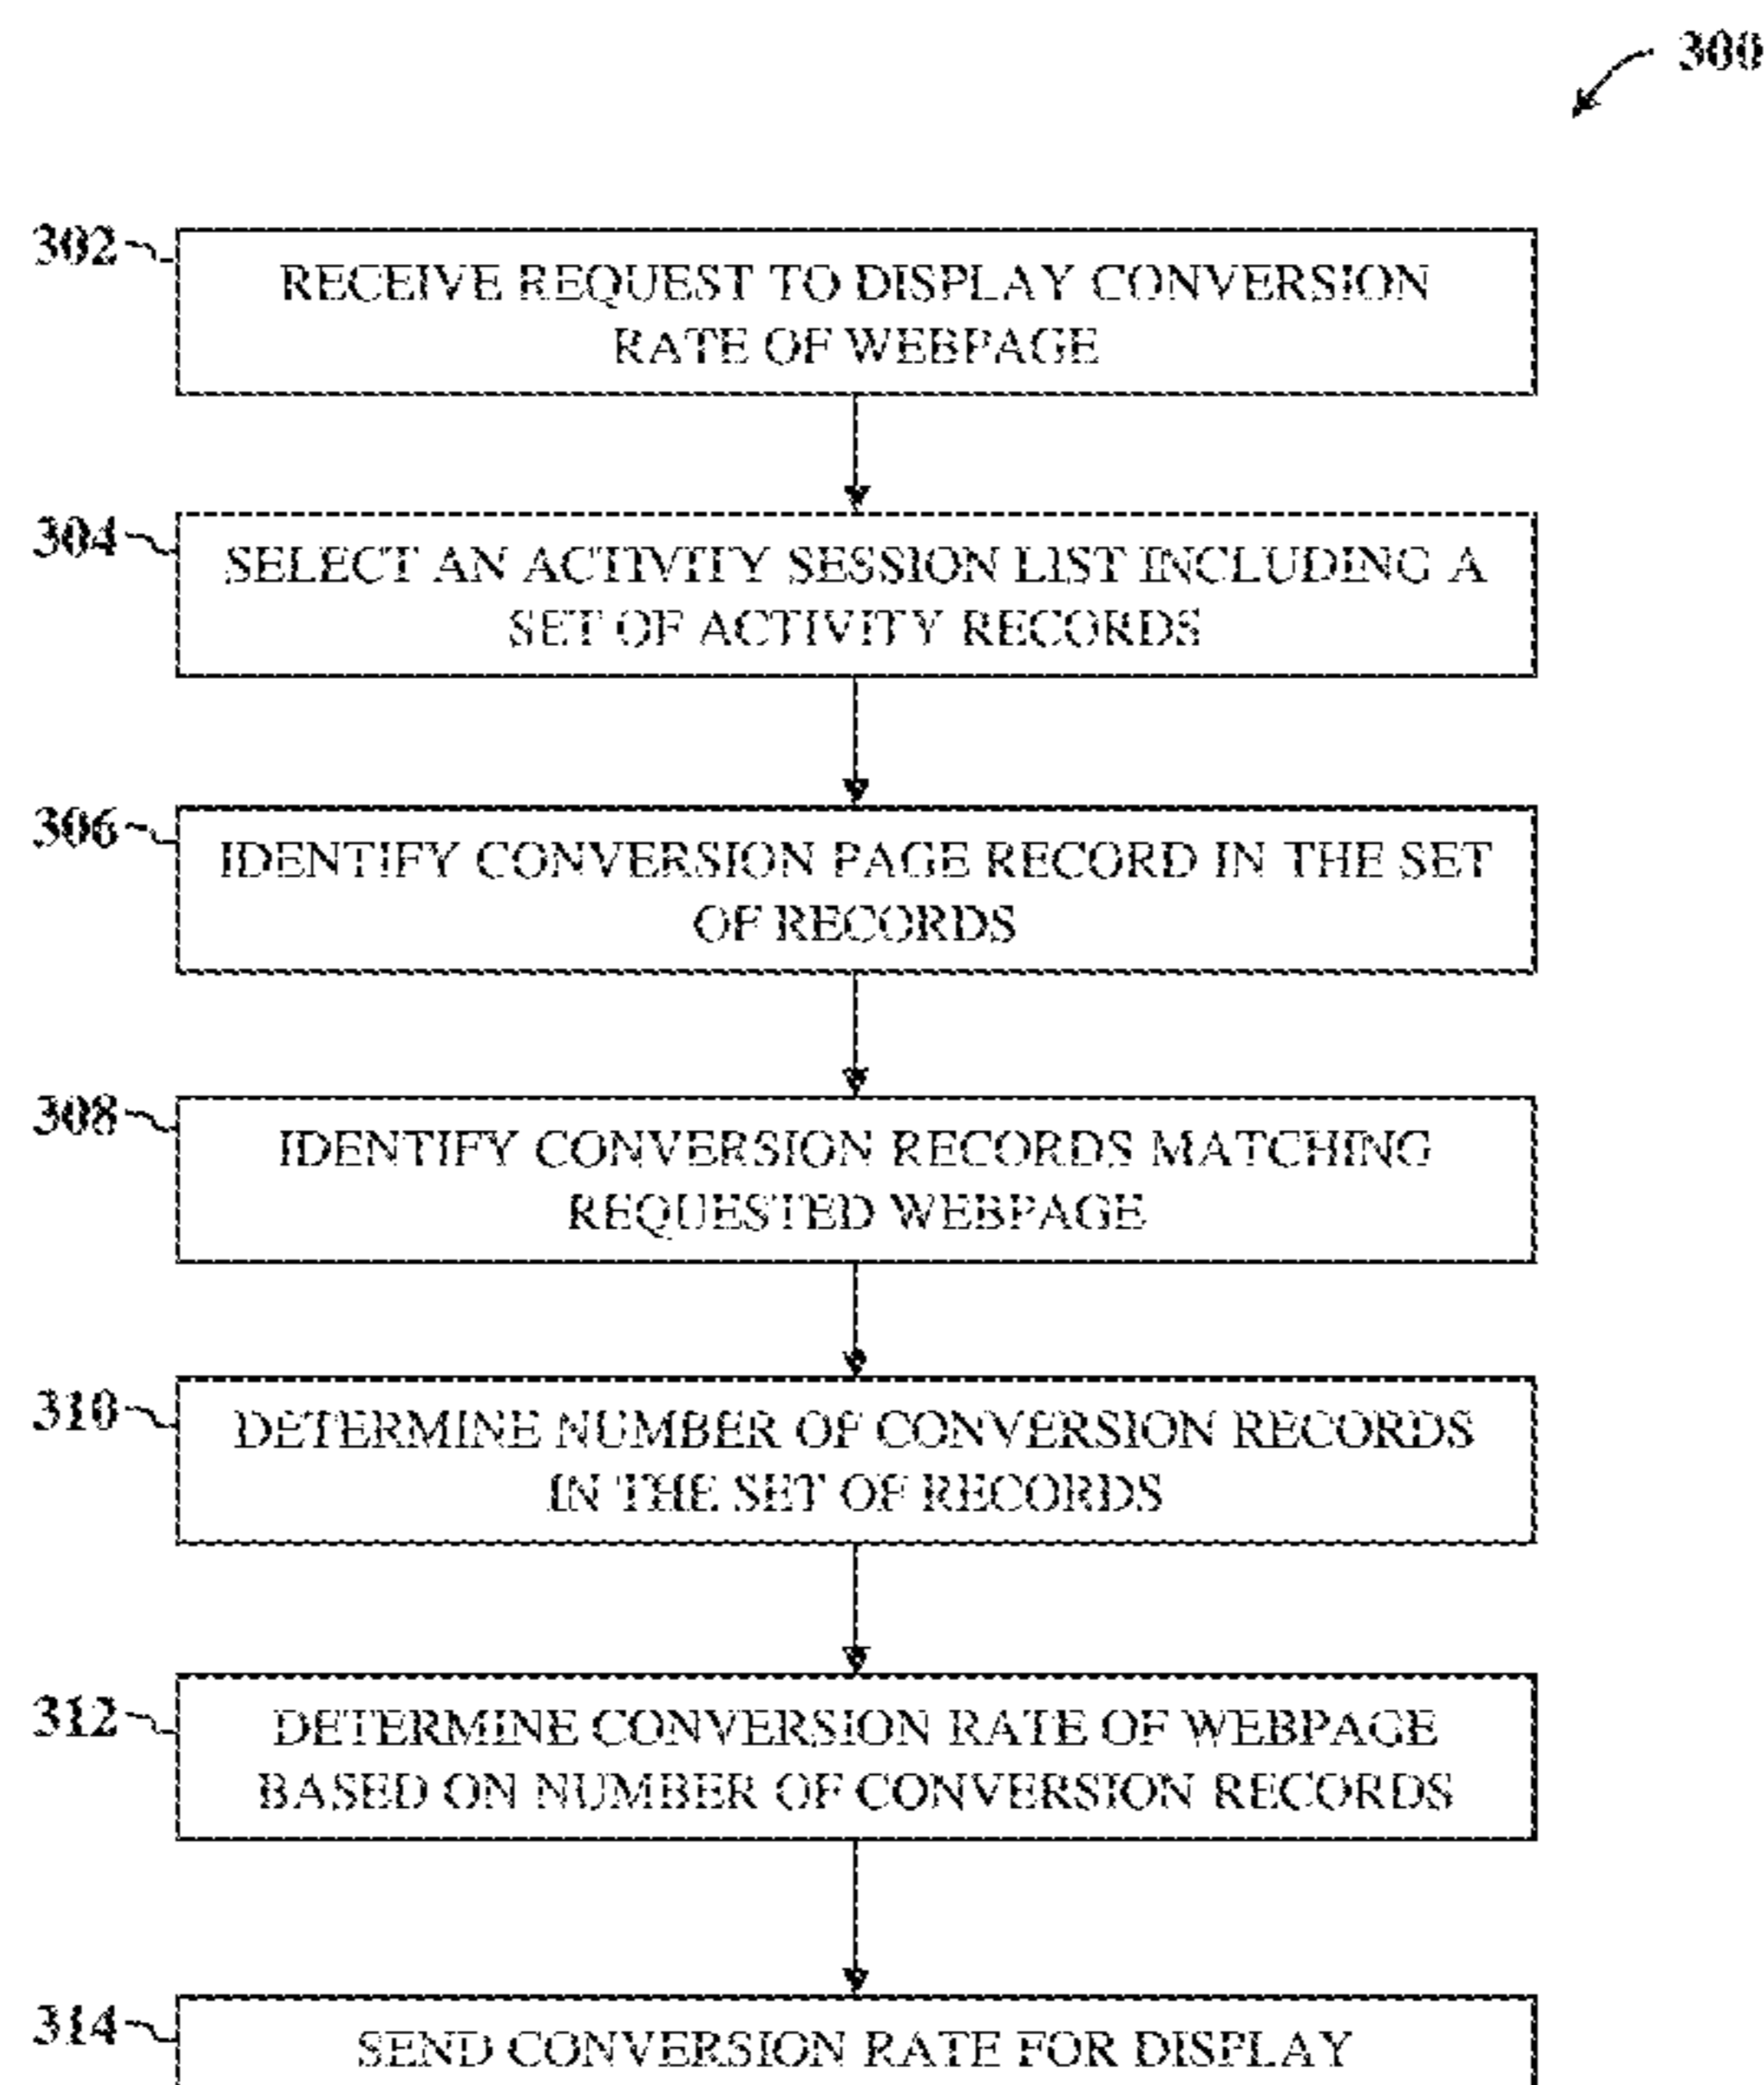 300
302
RECEIVE REQUEST TO DISPLAY CONVERSION
RATE OF WEBPAGE
304
SELECT AN ACTIVITY SESSION LIST INCLUDING A
SET OF ACTIVITY RECORDS
306
IDENTIFY CONVERSION PAGE RECORD IN THE SET
OF RECORDS
308
IDENTIFY CONVERSION RECORDS MATCHING
REQUESTED WEBPAGE
310
DETERMINE NUMBER OF CONVERSION RECORDS
IN THE SET OF RECORDS
312
DETERMINE CONVERSION RATE OF WEBPAGE
BASED ON NUMBER OF CONVERSION RECORDS
314
SEND CONVERSION RATE FOR DISPLAY